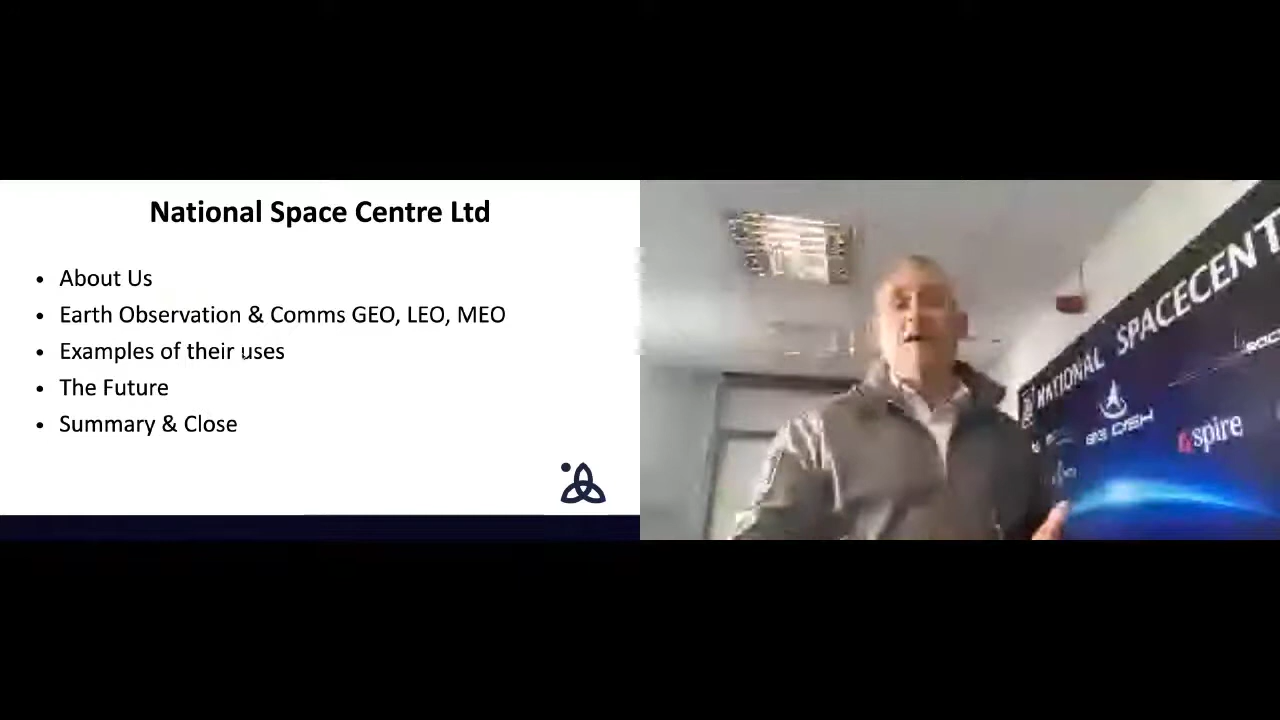 National Space Centre Ltd
• About Us
• Earth Observation & Comms GEO, LEO, MEO
• Examples of their uses
• The Future
• Summary & Close
NATIONAL SPACECENT
spire